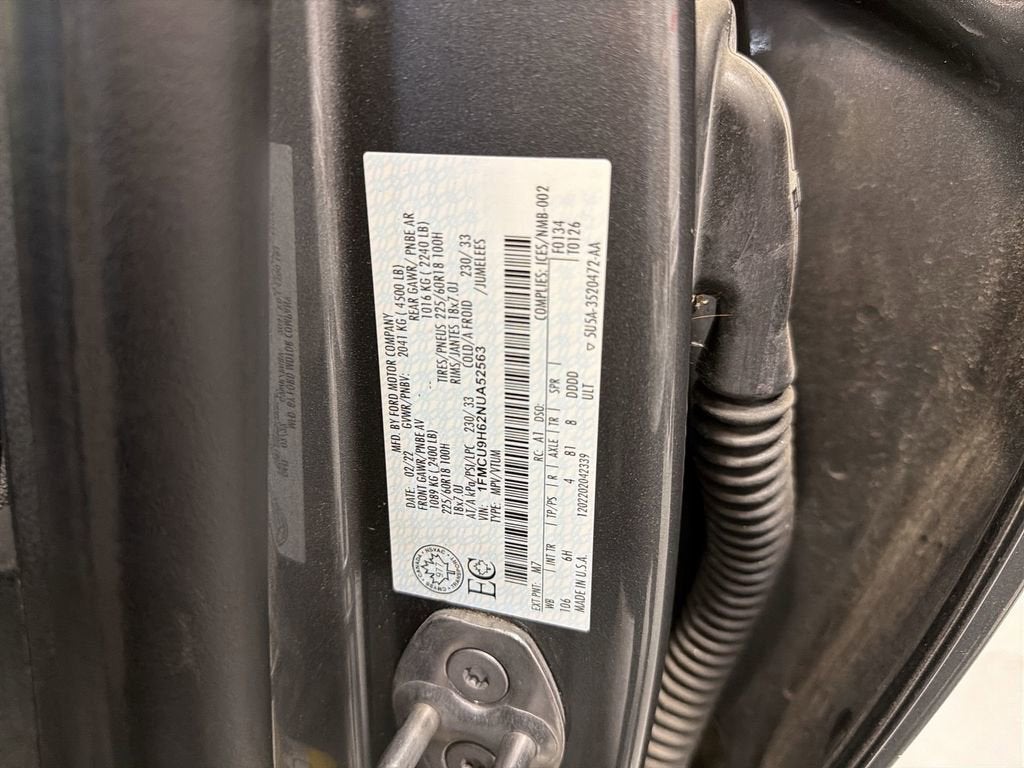 MFD. BY FORD MOTOR COMPANY
DATE: 02/22 GVWR/PNBV: 2041 KG ( 4500 LB)
FRONT GAWR/PNBE AV REAR GAWR/ PNBE AR
1089 KG ( 2400 LB) 1016 KG ( 2240 LB)
225/60R18 100H TIRES/PNEUS 225/60R18 100H
18x7.0J RIMS/JANTES 18x7.0J
AT/A kPa/PSI/LPC 230/ 33 COLD/A FROID 230/ 33
VIN: 1FMCU9H62NUA52563 /JUMELEES
TYPE: MPV/VTUM
EC
EXT PNT: M7 RC: A1 DSO: COMPLIES: ICES/NMB-002
WB INT TR TP/PS R AXLE TR SPR F0134
106 6H 4 81 8 DDDD T0126
MADE IN U.S.A. 1202202042339 ULT
5U5A-3520472-AA